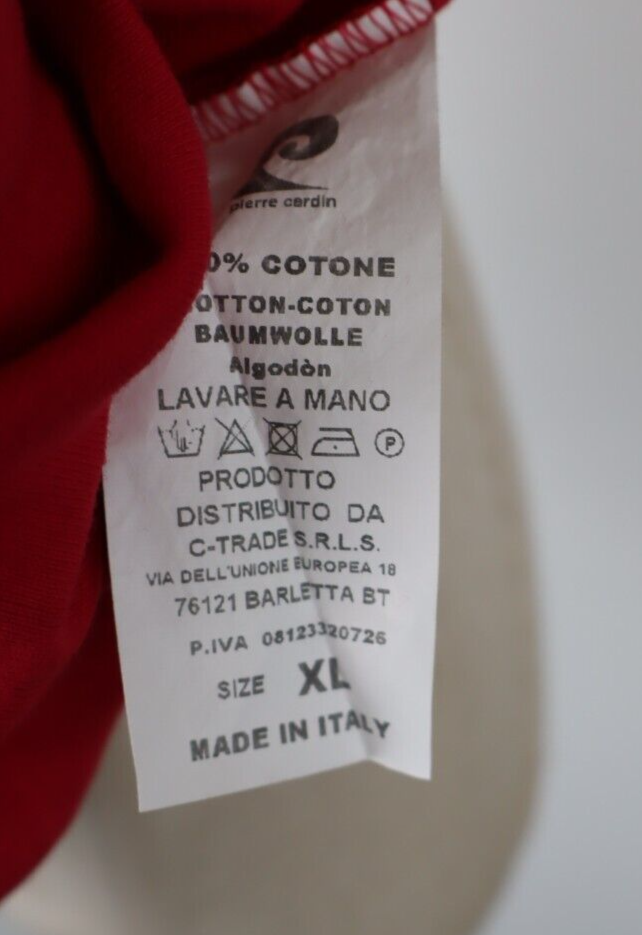 pierre cardin
0% COTONE
OTTON-COTON
BAUMWOLLE
Algodòn
LAVARE A MANO
P
PRODOTTO
DISTRIBUITO DA
C-TRADE S.R.L.S.
VIA DELL'UNIONE EUROPEA 18
76121 BARLETTA BT
P.IVA 08123320726
SIZE XL
MADE IN ITALY